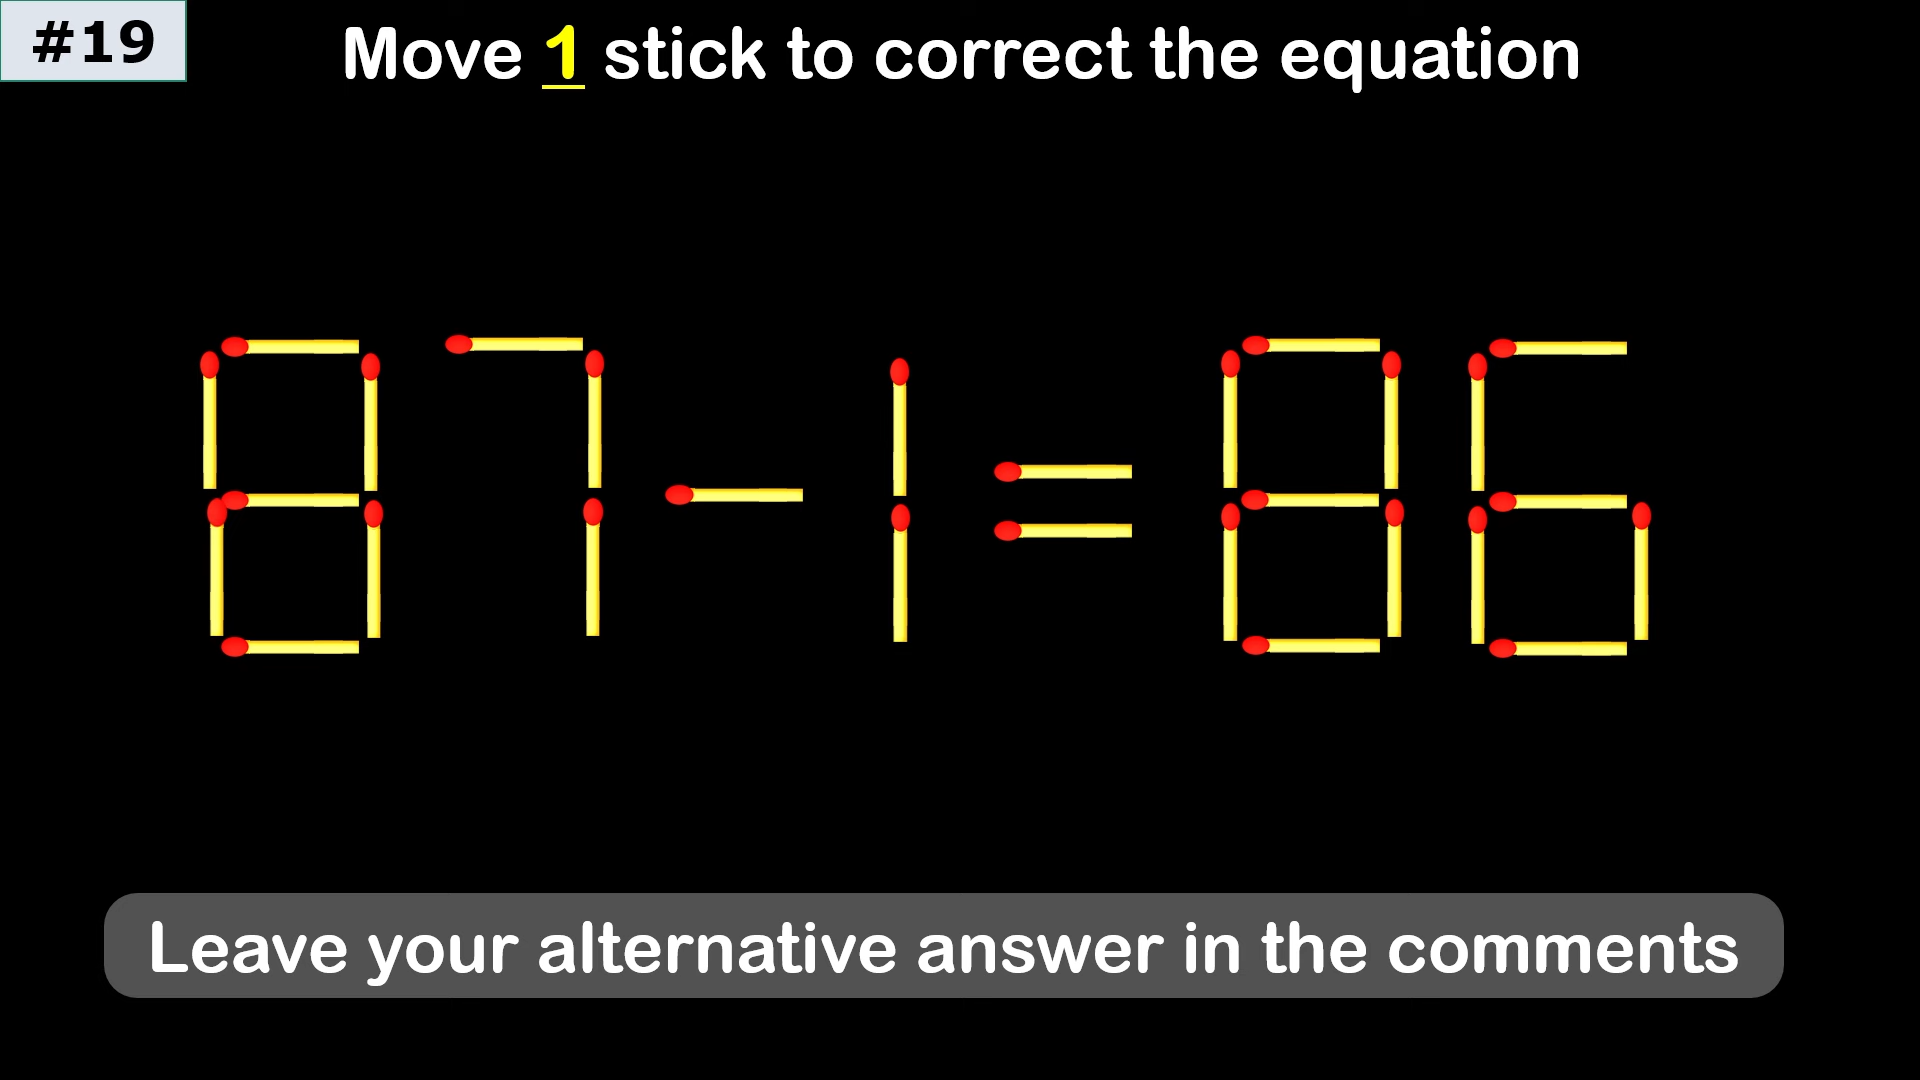 #19
Move 1 stick to correct the equation
87-1=86
Leave your alternative answer in the comments